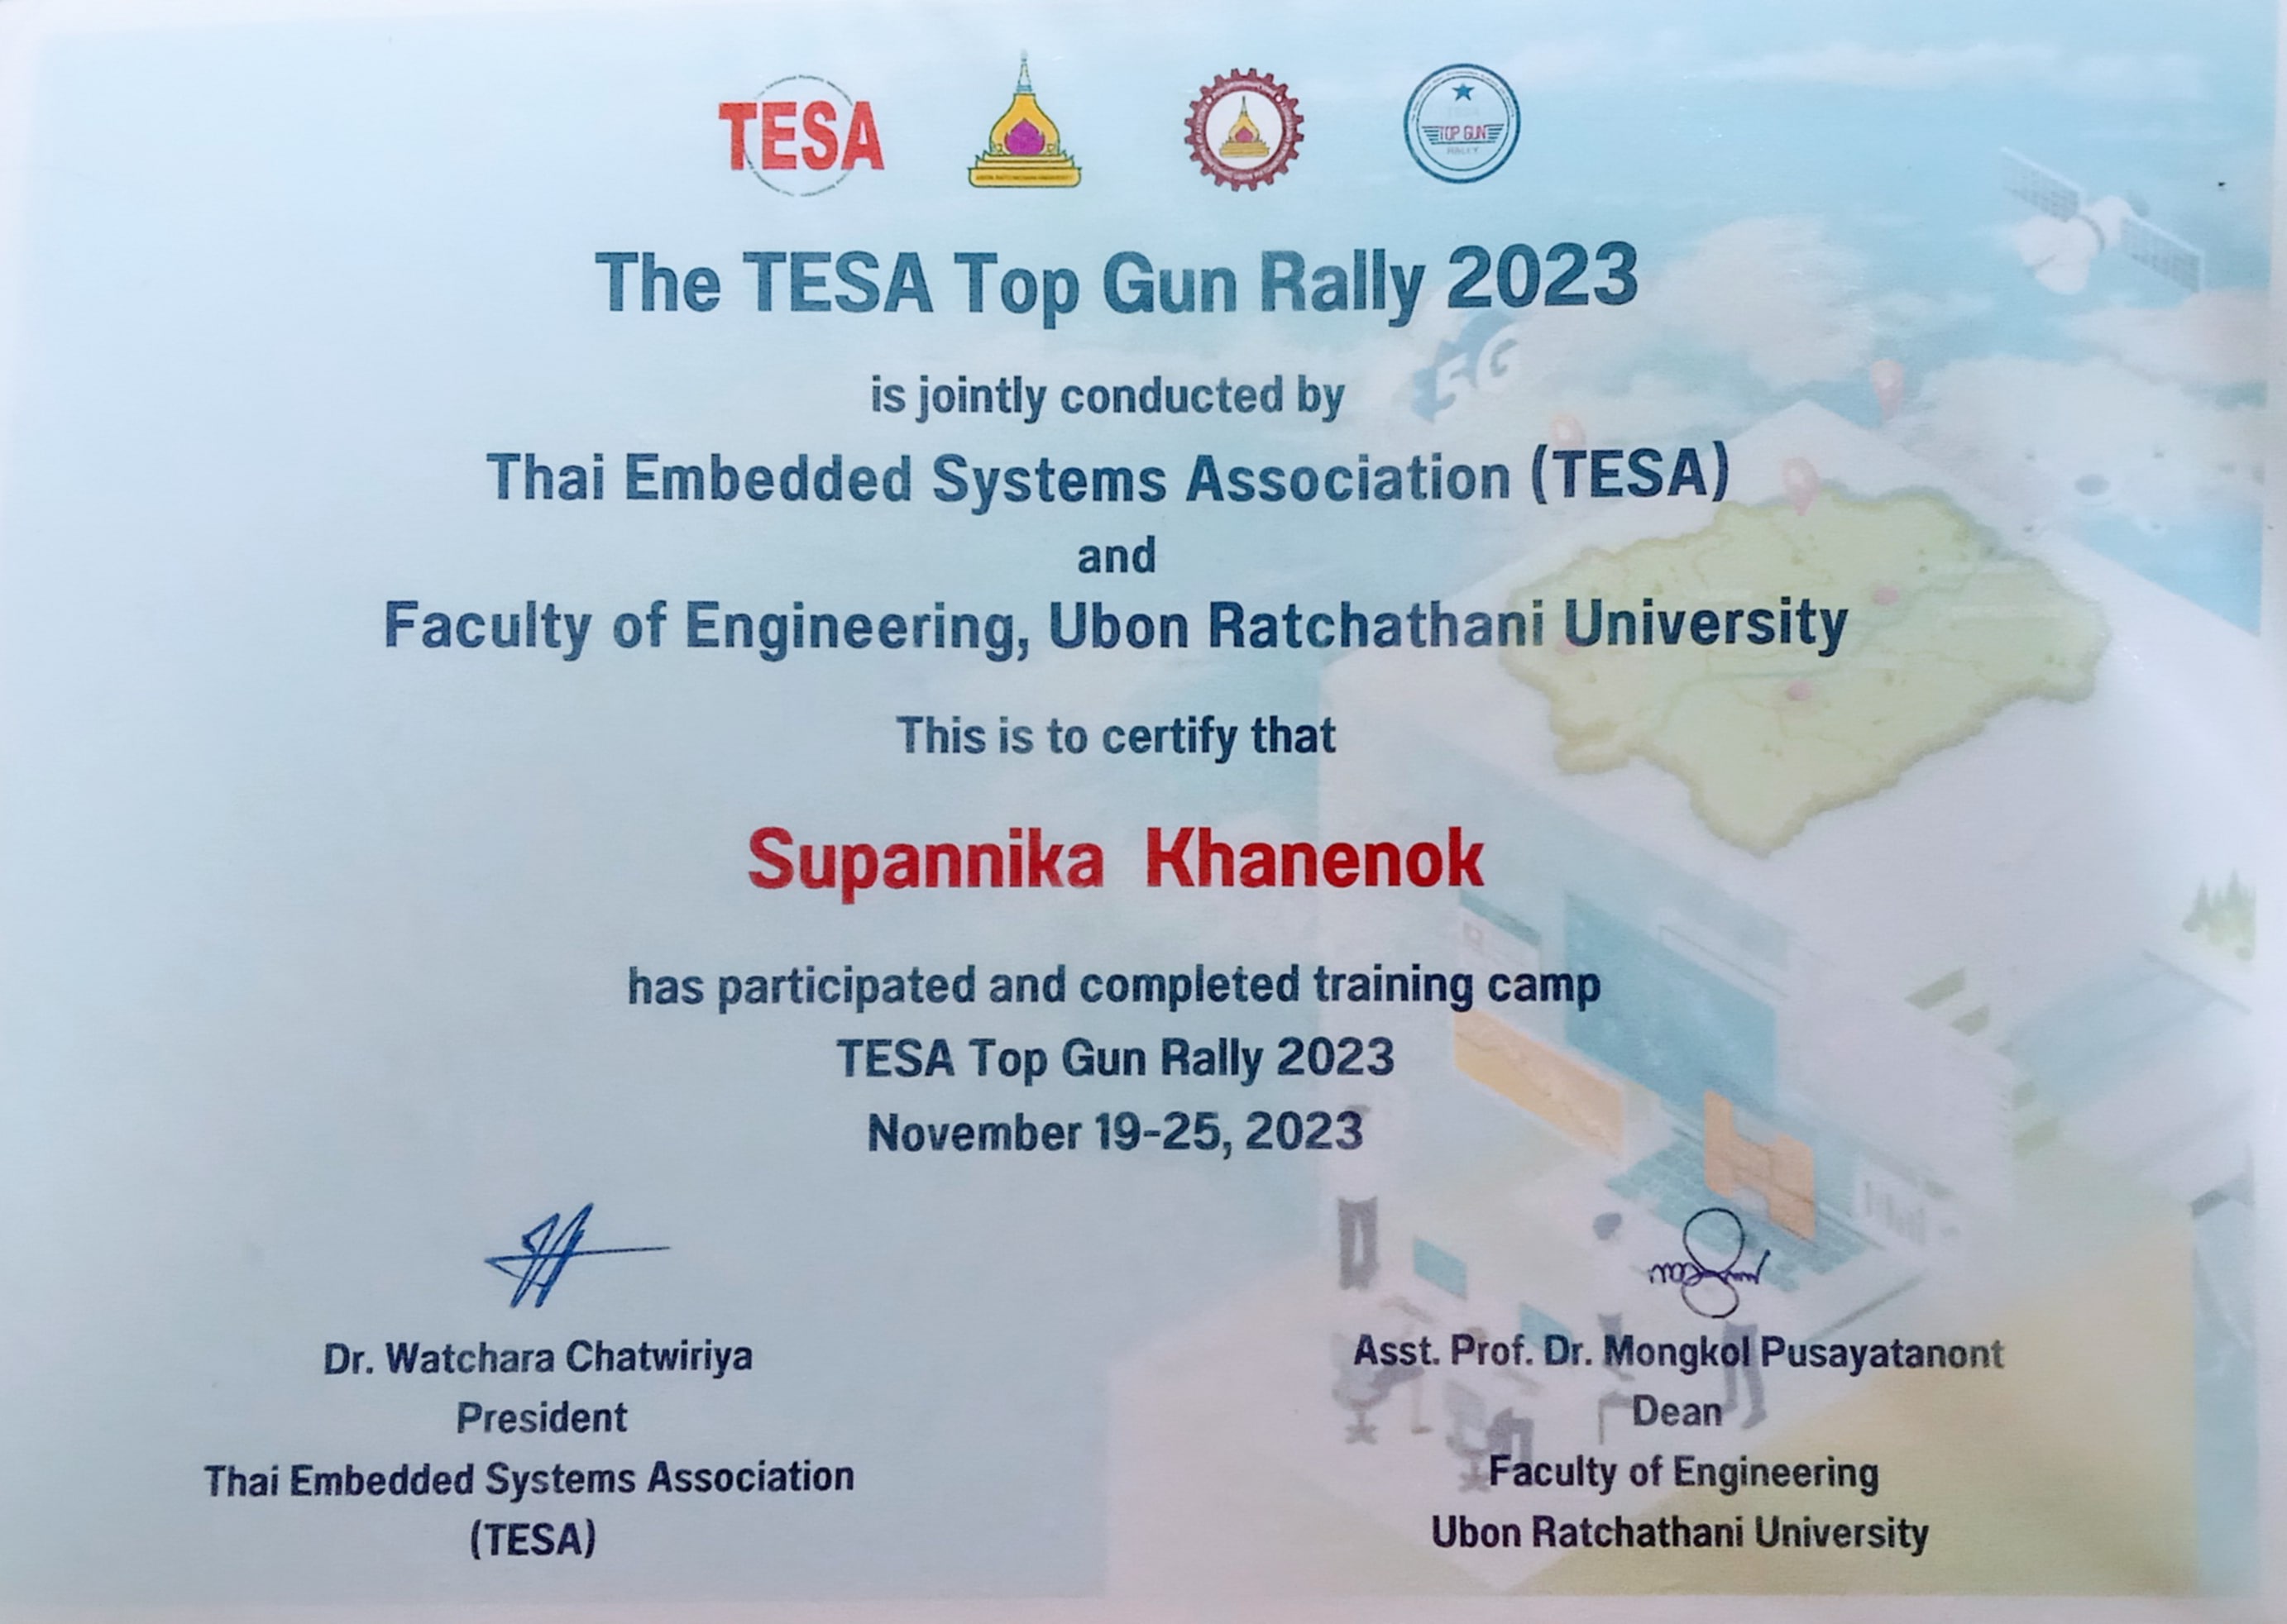 TESA
TOP GUN
RALLY
The TESA Top Gun Rally 2023
5G
is jointly conducted by
Thai Embedded Systems Association (TESA)
and
Faculty of Engineering, Ubon Ratchathani University
This is to certify that
Supannika Khanenok
has participated and completed training camp
TESA Top Gun Rally 2023
November 19-25, 2023
Dr. Watchara Chatwiriya
President
Thai Embedded Systems Association
(TESA)
Asst. Prof. Dr. Mongkol Pusayatanont
Dean
Faculty of Engineering
Ubon Ratchathani University